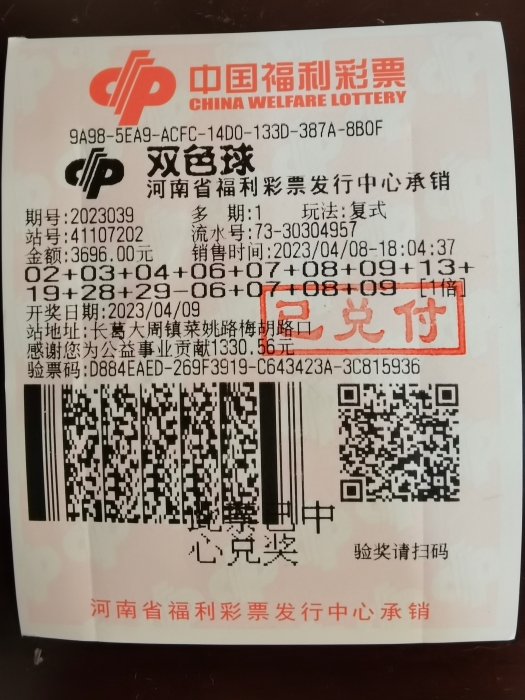 中国福利彩票
CHINA WELFARE LOTTERY
9A98-5EA9-ACFC-14D0-133D-387A-8B0F
双色球
河南省福利彩票发行中心承销
期号:2023039 多 期:1 玩法:复式
站号:41107202 流水号:73-30304957
金额:3696.00元 销售时间:2023/04/08-18:04:37
02+03+04+06+07+08+09+13+
19+28+29-06+07+08+09 [1倍]
开奖日期:2023/04/09
已兑付
站地址:长葛大周镇菜姚路梅胡路口
感谢您为公益事业贡献1330.56元
验票码:D884EAED-269F3919-C643423A-3C815936
此票已中
心兑奖
验奖请扫码
河南省福利彩票发行中心承销